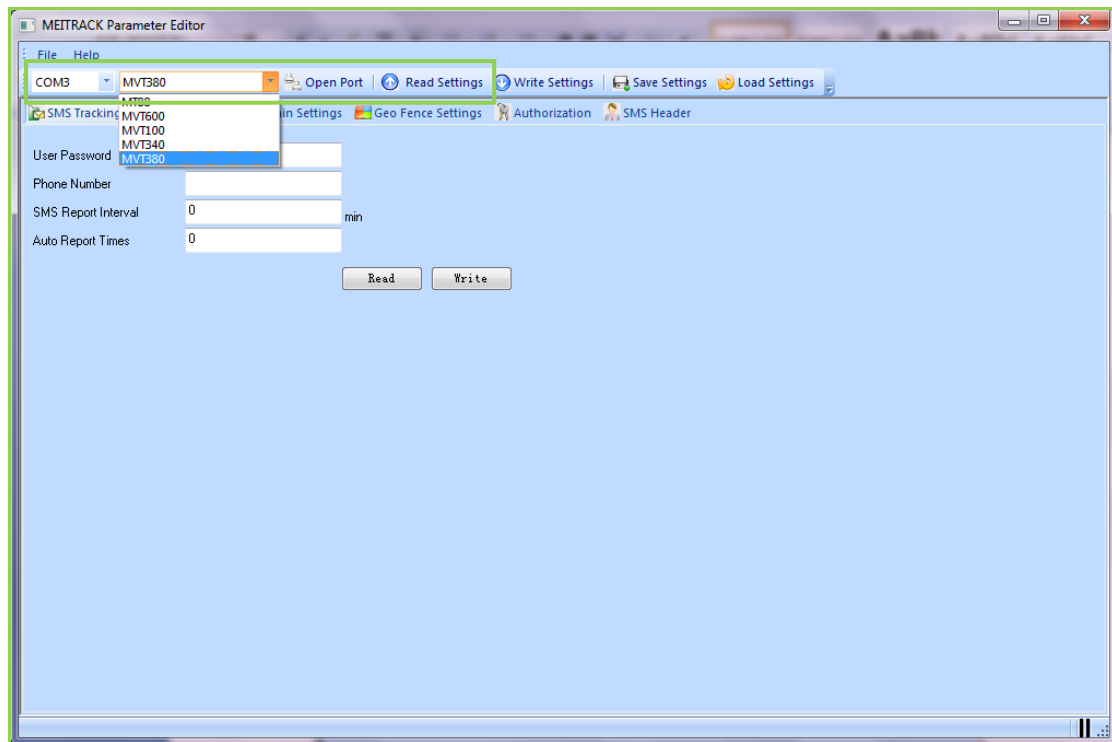 MEITRACK Parameter Editor
File Help
COM3 MVT380 Open Port Read Settings Write Settings Save Settings Load Settings
SMS Tracking in Settings Geo Fence Settings Authorization SMS Header
MVT600
MVT100
MVT340
MVT380
User Password
Phone Number
SMS Report Interval 0 min
Auto Report Times 0
Read Write